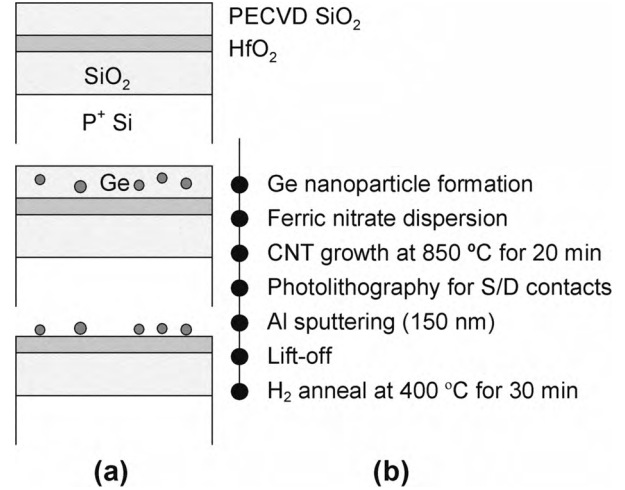 PECVD SiO₂
HfO₂
SiO₂
P⁺ Si
Ge
Ge nanoparticle formation
Ferric nitrate dispersion
CNT growth at 850 ºC for 20 min
Photolithography for S/D contacts
Al sputtering (150 nm)
Lift-off
H₂ anneal at 400 ºC for 30 min
(a)
(b)